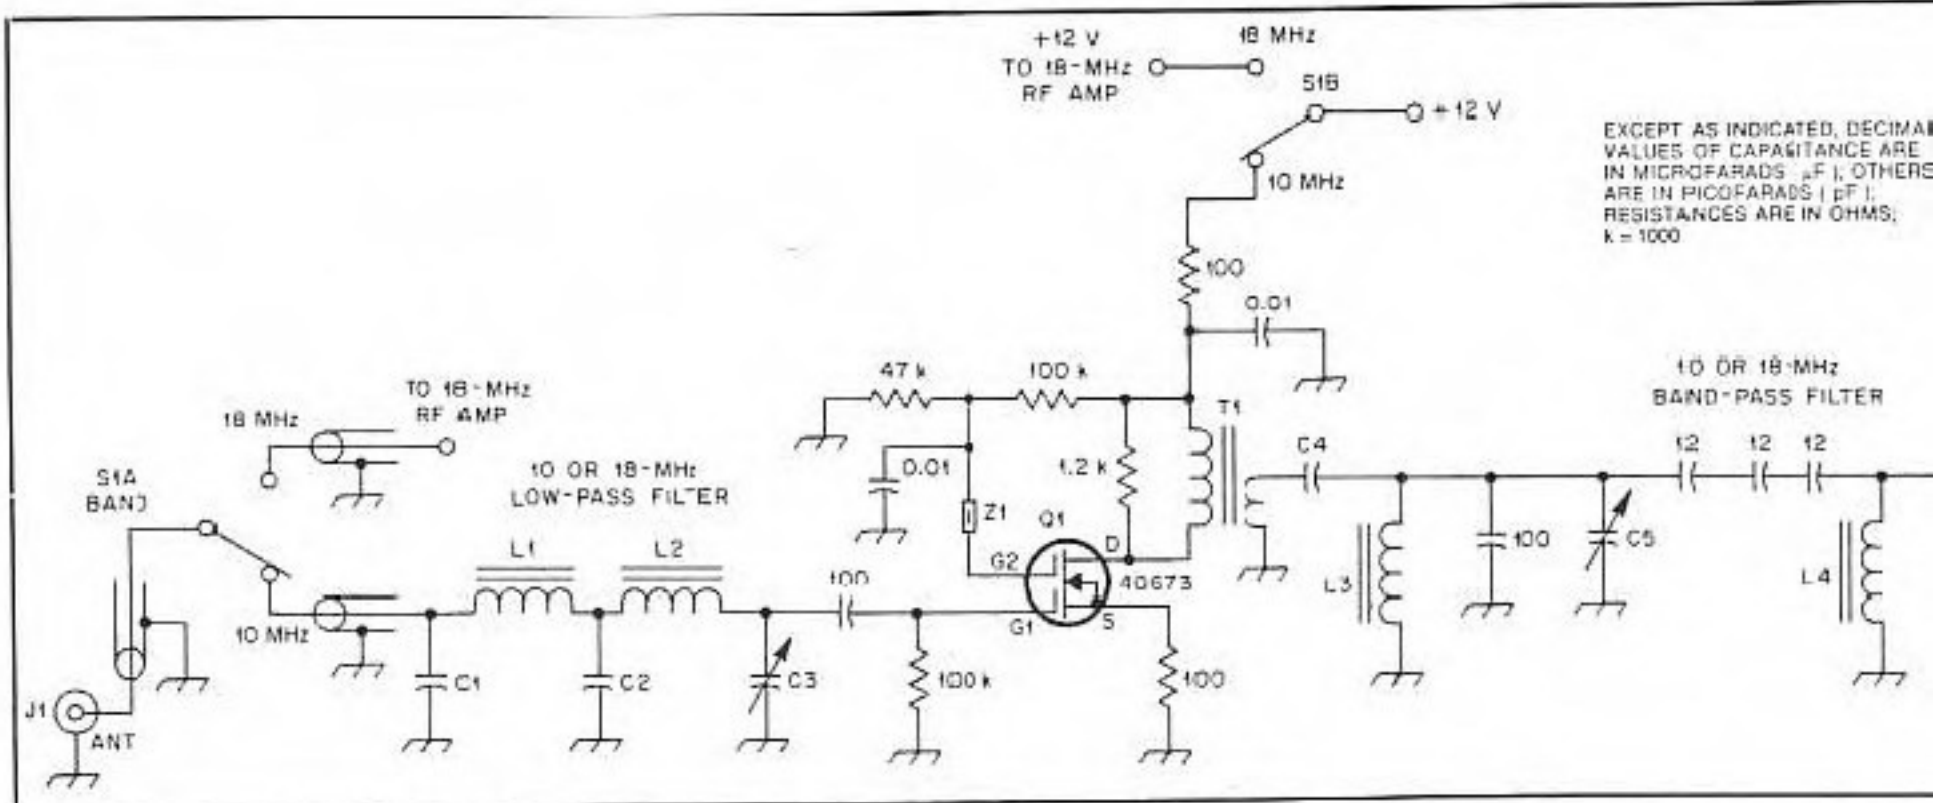 +12 V
TO 18-MHz
RF AMP
18 MHz
S1B
+12 V
10 MHz
EXCEPT AS INDICATED, DECIMAL
VALUES OF CAPACITANCE ARE
IN MICROFARADS µF ); OTHERS
ARE IN PICOFARADS ( pF );
RESISTANCES ARE IN OHMS;
k = 1000
100
0.01
47 k
100 k
T1
10 OR 18-MHz
BAND-PASS FILTER
TO 18-MHz
RF AMP
18 MHz
S1A
BAND
10 OR 18-MHz
LOW-PASS FILTER
0.01
1.2 k
C4
12
12
12
Z1
Q1
L1
L2
G2
D
40673
100
C5
L3
L4
100
G1
S
10 MHz
C1
C2
C3
100 k
100
J1
ANT